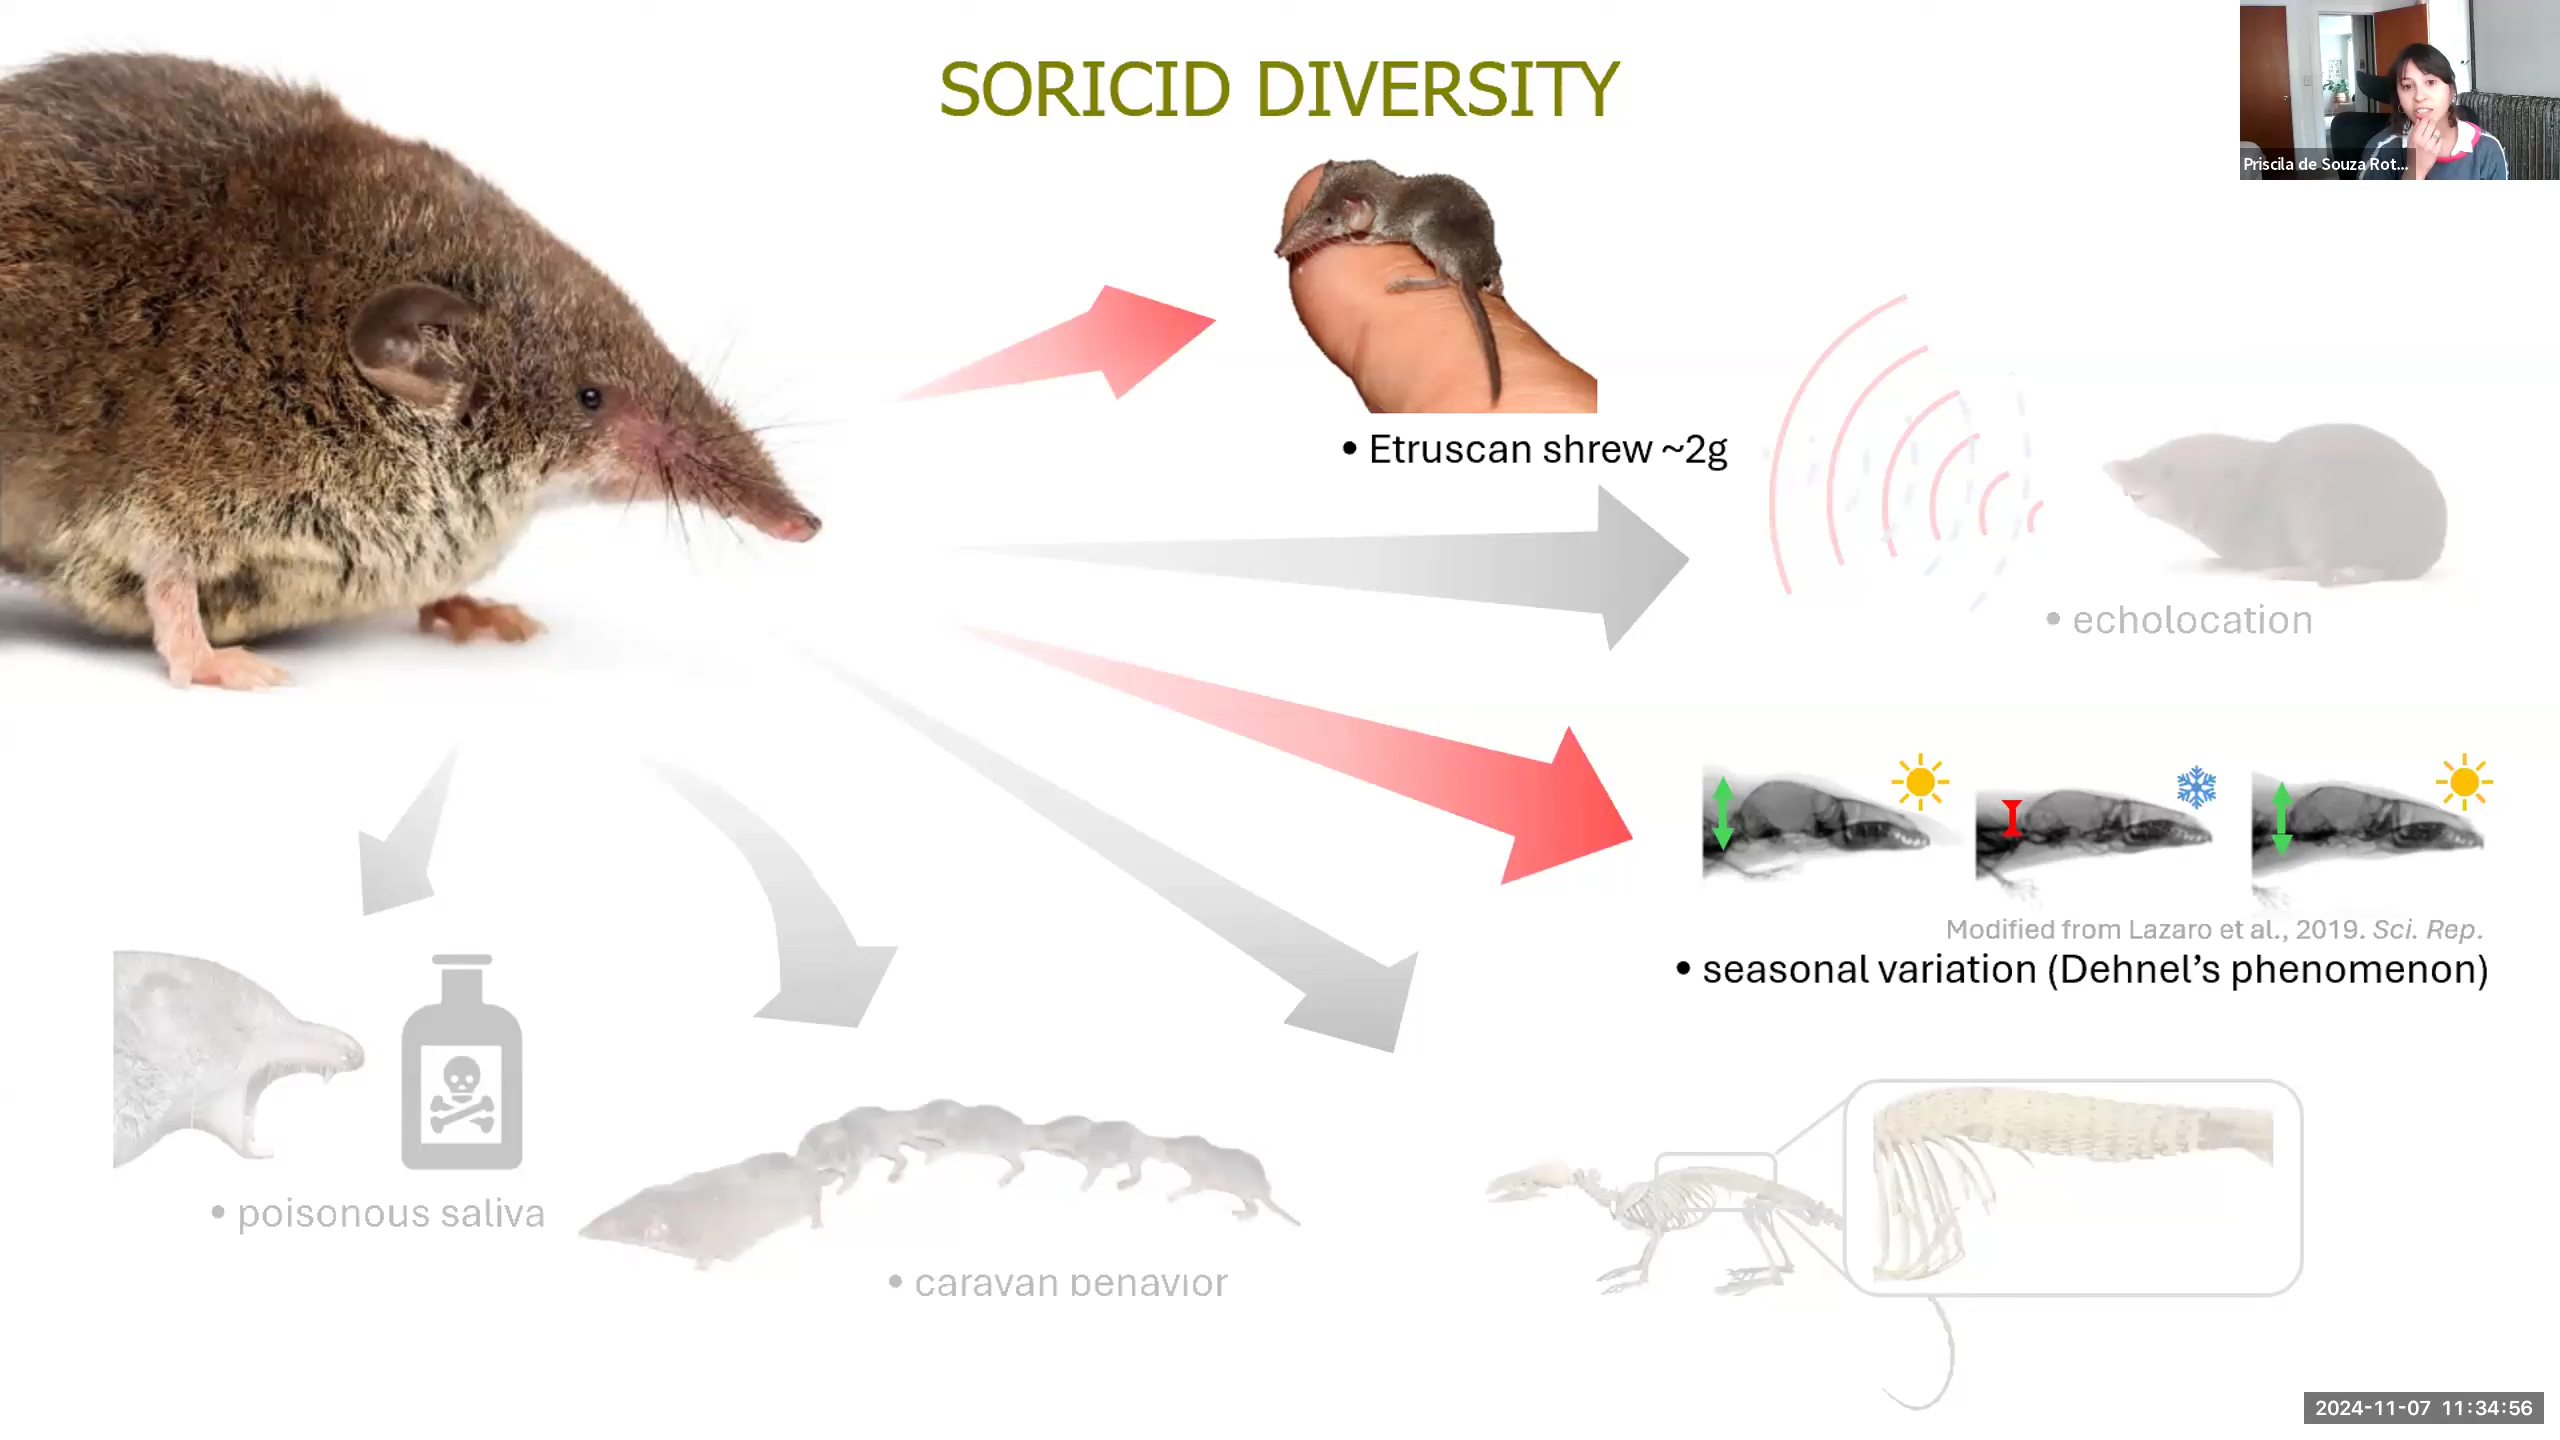 SORICID DIVERSITY
Priscila de Souza Rot...
• Etruscan shrew ~2g
• echolocation
Modified from Lazaro et al., 2019. Sci. Rep.
• seasonal variation (Dehnel’s phenomenon)
• poisonous saliva
• caravan behavior
2024-11-07 11:34:56